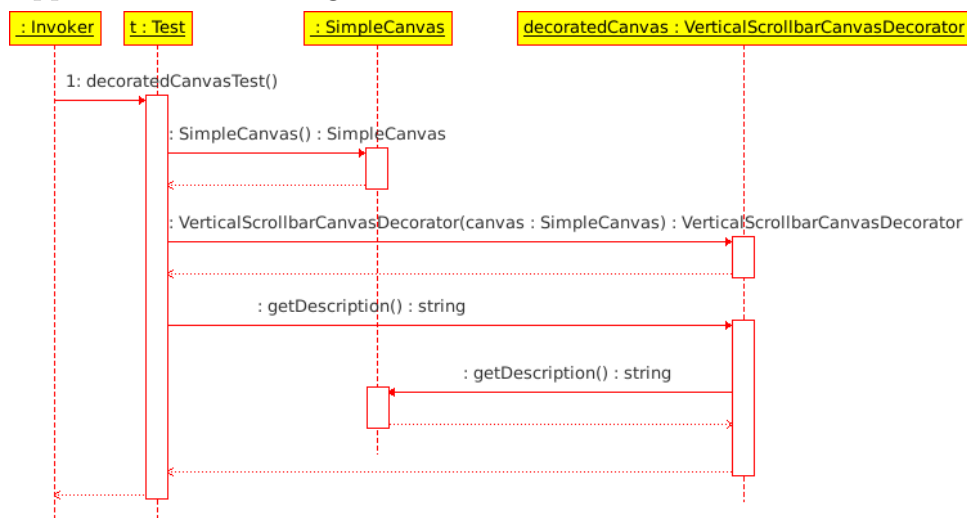 : Invoker
t : Test
: SimpleCanvas
decoratedCanvas : VerticalScrollbarCanvasDecorator
1: decoratedCanvasTest()
: SimpleCanvas() : SimpleCanvas
: VerticalScrollbarCanvasDecorator(canvas : SimpleCanvas) : VerticalScrollbarCanvasDecorator
: getDescription() : string
: getDescription() : string